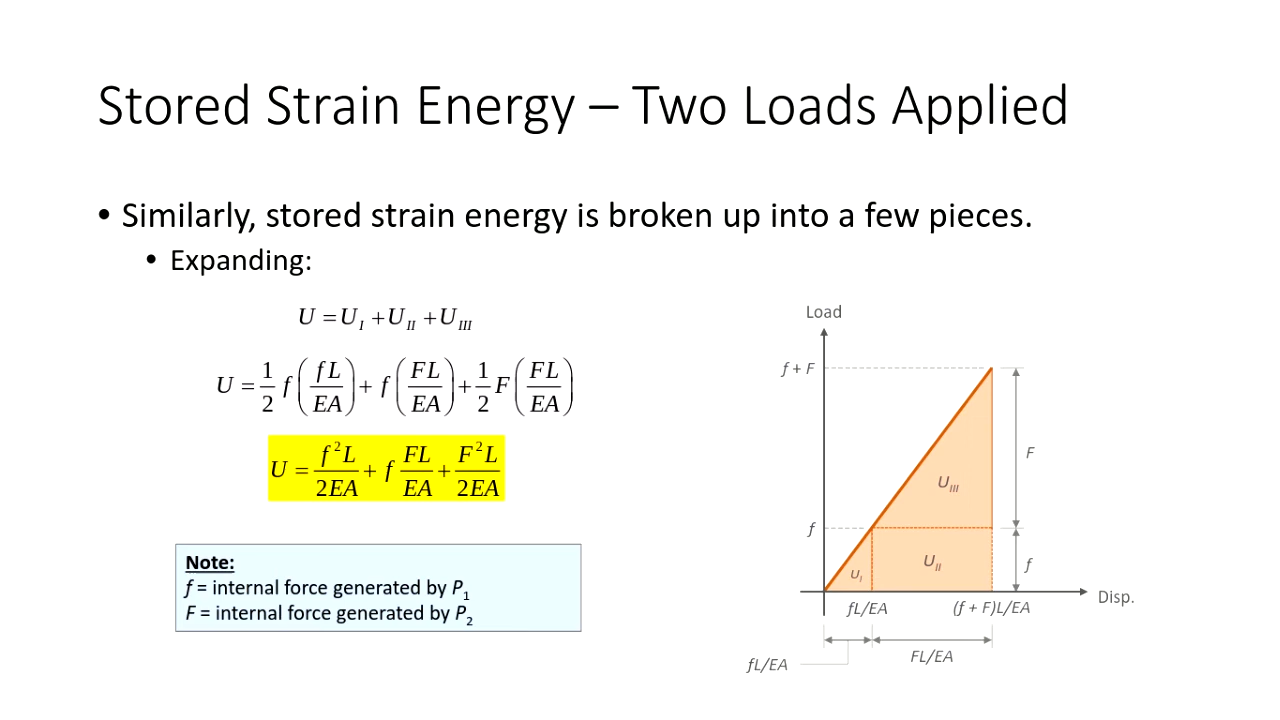 Stored Strain Energy – Two Loads Applied
• Similarly, stored strain energy is broken up into a few pieces.
• Expanding:
U = U_I + U_II + U_III
U = 1/2 f (fL/EA) + f (FL/EA) + 1/2 F (FL/EA)
U = f²L/2EA + f FL/EA + F²L/2EA
Note:
f = internal force generated by P₁
F = internal force generated by P₂
Load
f + F
F
U_III
f
U_II
f
U_I
Disp.
fL/EA
(f + F)L/EA
FL/EA
fL/EA